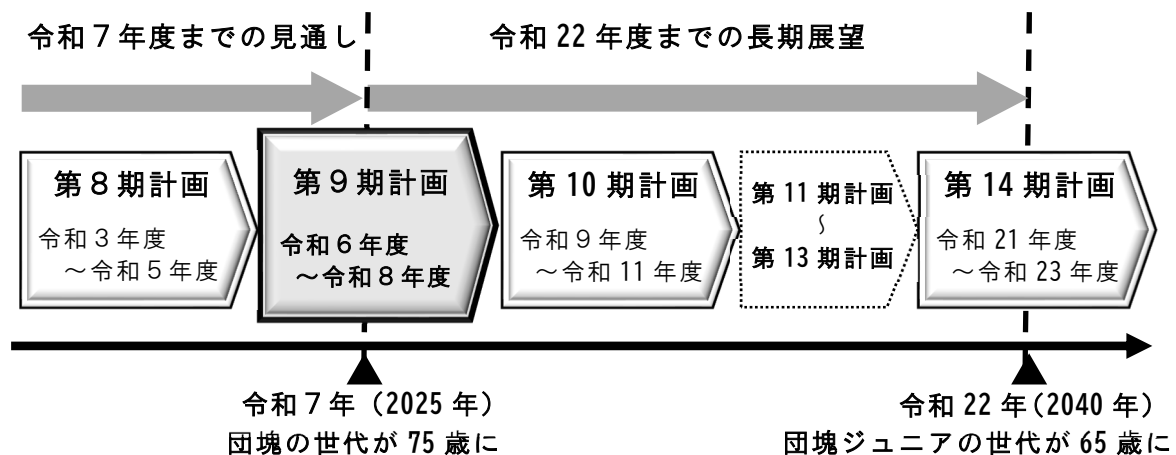 令和７年度までの見通し
令和 22 年度までの長期展望
第８期計画
令和３年度
～令和５年度
第９期計画
令和６年度
～令和８年度
第 10 期計画
令和９年度
～令和 11 年度
第 11 期計画
～
第 13 期計画
第 14 期計画
令和 21 年度
～令和 23 年度
令和７年（2025 年）
団塊の世代が 75 歳に
令和 22 年（2040 年）
団塊ジュニアの世代が 65 歳に